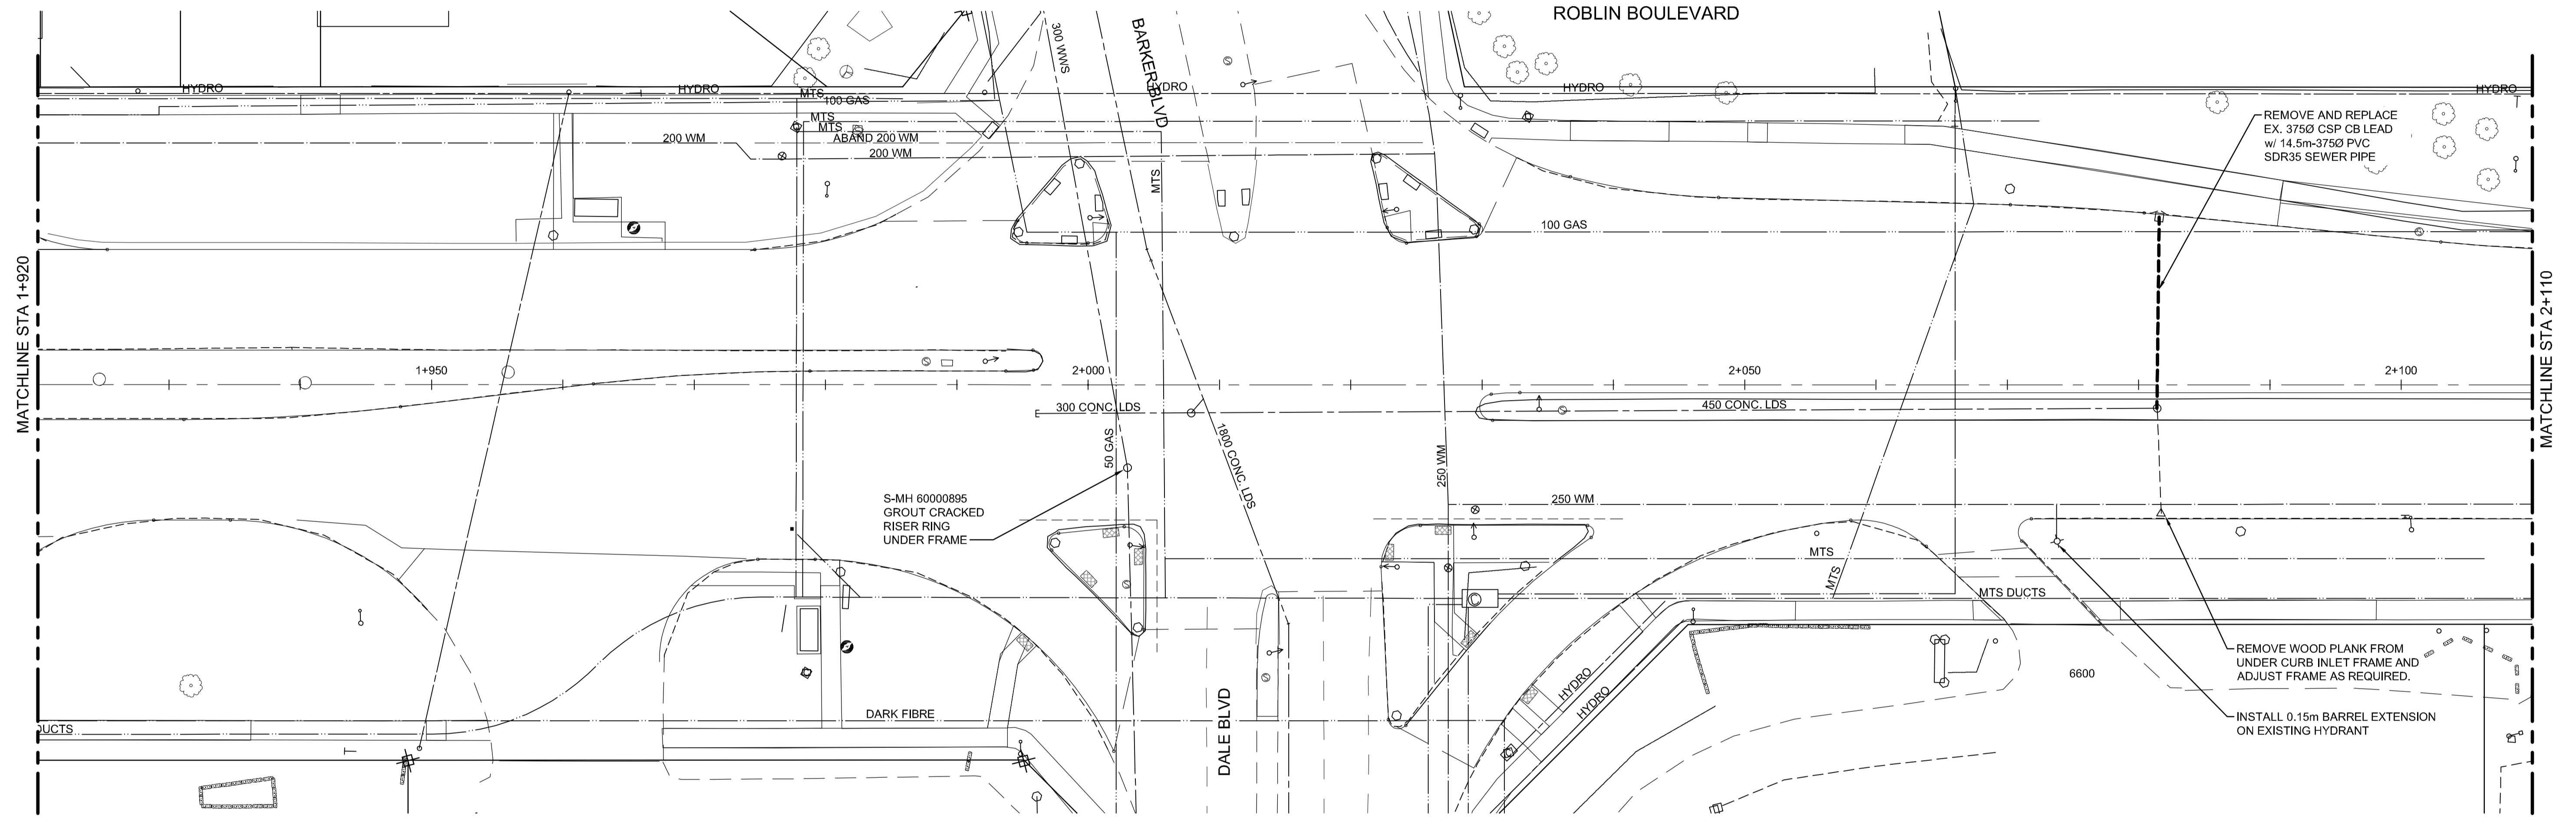 ROBLIN BOULEVARD
300 WWS
BARKER BLVD
HYDRO
HYDRO
HYDRO
HYDRO
HYDRO
MTS
100 GAS
MTS
MTS
200 WM
ABAND 200 WM
200 WM
MTS
REMOVE AND REPLACE
EX. 375Ø CSP CB LEAD
w/ 14.5m-375Ø PVC
SDR35 SEWER PIPE
100 GAS
MATCHLINE STA 1+920
MATCHLINE STA 2+110
1+950
2+000
2+050
2+100
300 CONC. LDS
450 CONC. LDS
50 GAS
1800 CONC. LDS
250 WM
250 WM
S-MH 60000895
GROUT CRACKED
RISER RING
UNDER FRAME
MTS
MTS
MTS DUCTS
REMOVE WOOD PLANK FROM
UNDER CURB INLET FRAME AND
ADJUST FRAME AS REQUIRED.
6600
HYDRO
HYDRO
DARK FIBRE
DALE BLVD
INSTALL 0.15m BARREL EXTENSION
ON EXISTING HYDRANT
DUCTS